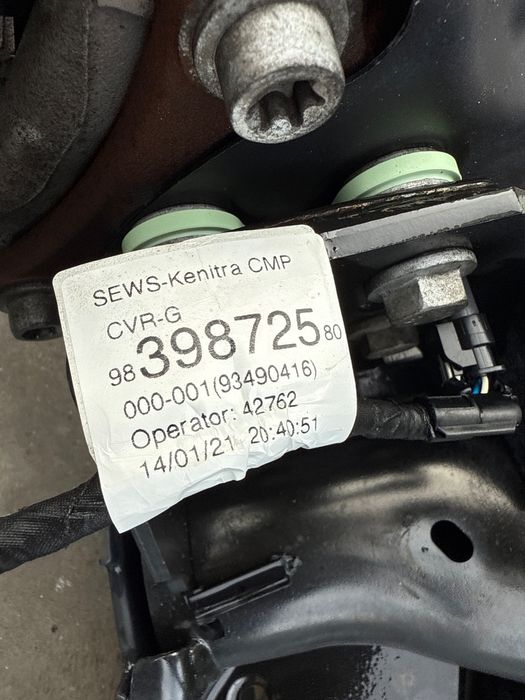 SEWS-Kenitra CMP
CVR-G
98 398725 80
000-001(93490416)
Operator: 42762
14/01/21 20:40:51